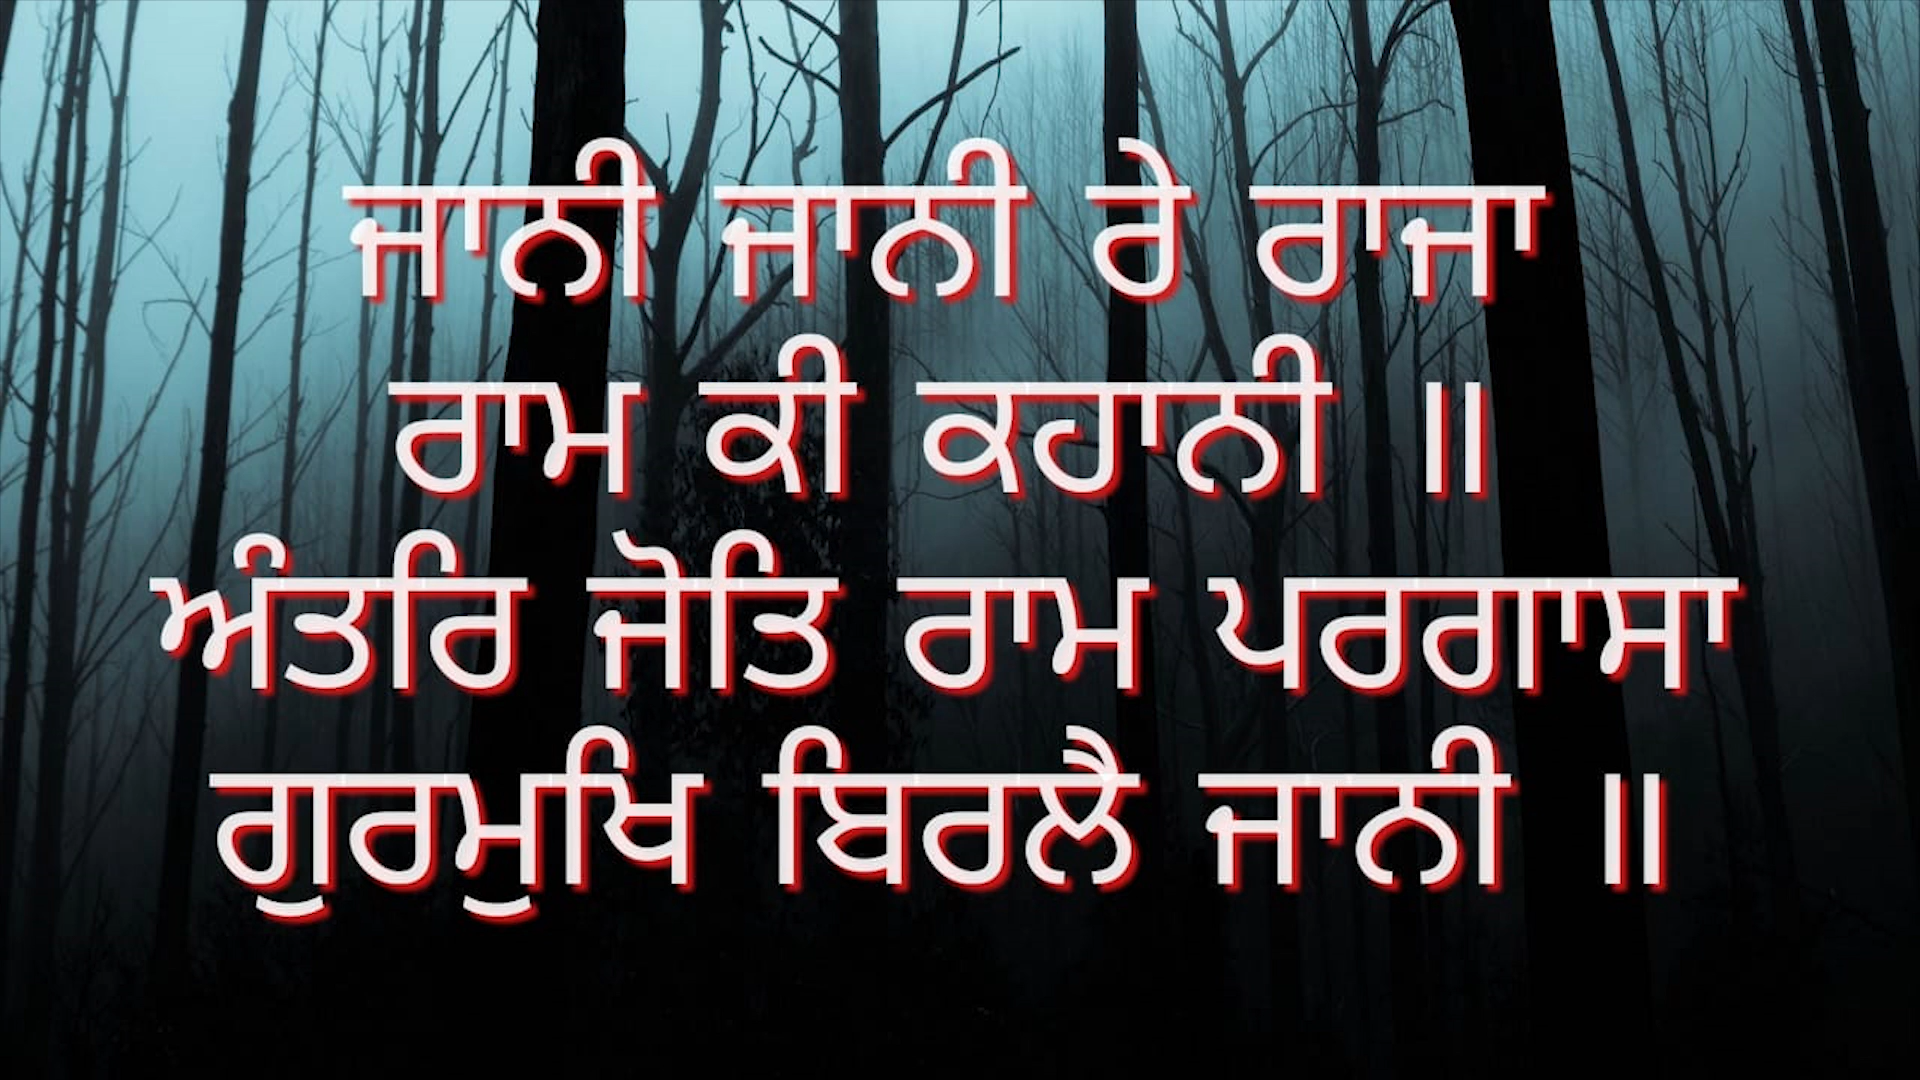 ਜਾਨੀ ਜਾਨੀ ਰੇ ਰਾਜਾ
ਰਾਮ ਕੀ ਕਹਾਨੀ ॥
ਅੰਤਰਿ ਜੋਤਿ ਰਾਮ ਪਰਗਾਸਾ
ਗੁਰਮੁਖਿ ਬਿਰਲੈ ਜਾਨੀ ॥